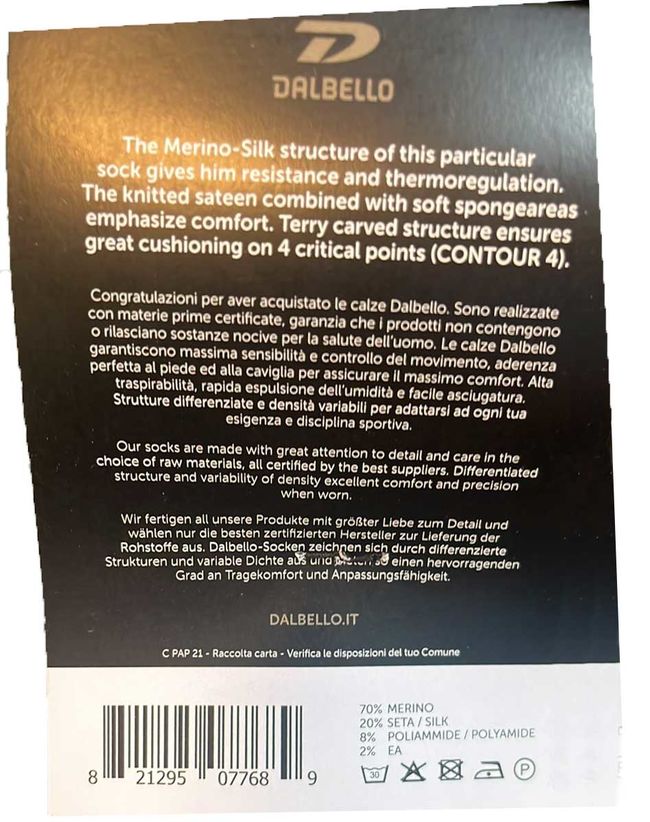 DALBELLO
The Merino-Silk structure of this particular
sock gives him resistance and thermoregulation.
The knitted sateen combined with soft spongeareas
emphasize comfort. Terry carved structure ensures
great cushioning on 4 critical points (CONTOUR 4).
Congratulazioni per aver acquistato le calze Dalbello. Sono realizzate
con materie prime certificate, garanzia che i prodotti non contengono
o rilasciano sostanze nocive per la salute dell'uomo. Le calze Dalbello
garantiscono massima sensibilità e controllo del movimento, aderenza
perfetta al piede ed alla caviglia per assicurare il massimo comfort. Alta
traspirabilità, rapida espulsione dell'umidità e facile asciugatura.
Strutture differenziate e densità variabili per adattarsi ad ogni tua
esigenza e disciplina sportiva.
Our socks are made with great attention to detail and care in the
choice of raw materials, all certified by the best suppliers. Differentiated
structure and variability of density excellent comfort and precision
when worn.
Wir fertigen all unsere Produkte mit größter Liebe zum Detail und
wählen nur die besten zertifizierten Hersteller zur Lieferung der
Rohstoffe aus. Dalbello-Socken zeichnen sich durch differenzierte
Strukturen und variable Dichte aus und so einen hervorragenden
Grad an Tragekomfort und Anpassungsfähigkeit.
DALBELLO.IT
C PAP 21 - Raccolta carta - Verifica le disposizioni del tuo Comune
70% MERINO
20% SETA / SILK
8% POLIAMMIDE / POLYAMIDE
2% EA
30 P
8 21295 07768 9